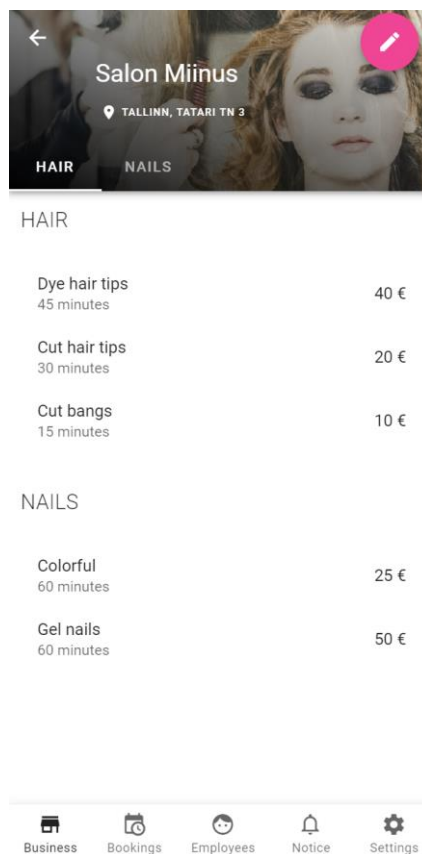 Salon Miinus
TALLINN, TATARI TN 3
HAIR NAILS
HAIR
Dye hair tips
45 minutes
40 €
Cut hair tips
30 minutes
20 €
Cut bangs
15 minutes
10 €
NAILS
Colorful
60 minutes
25 €
Gel nails
60 minutes
50 €
Business Bookings Employees Notice Settings